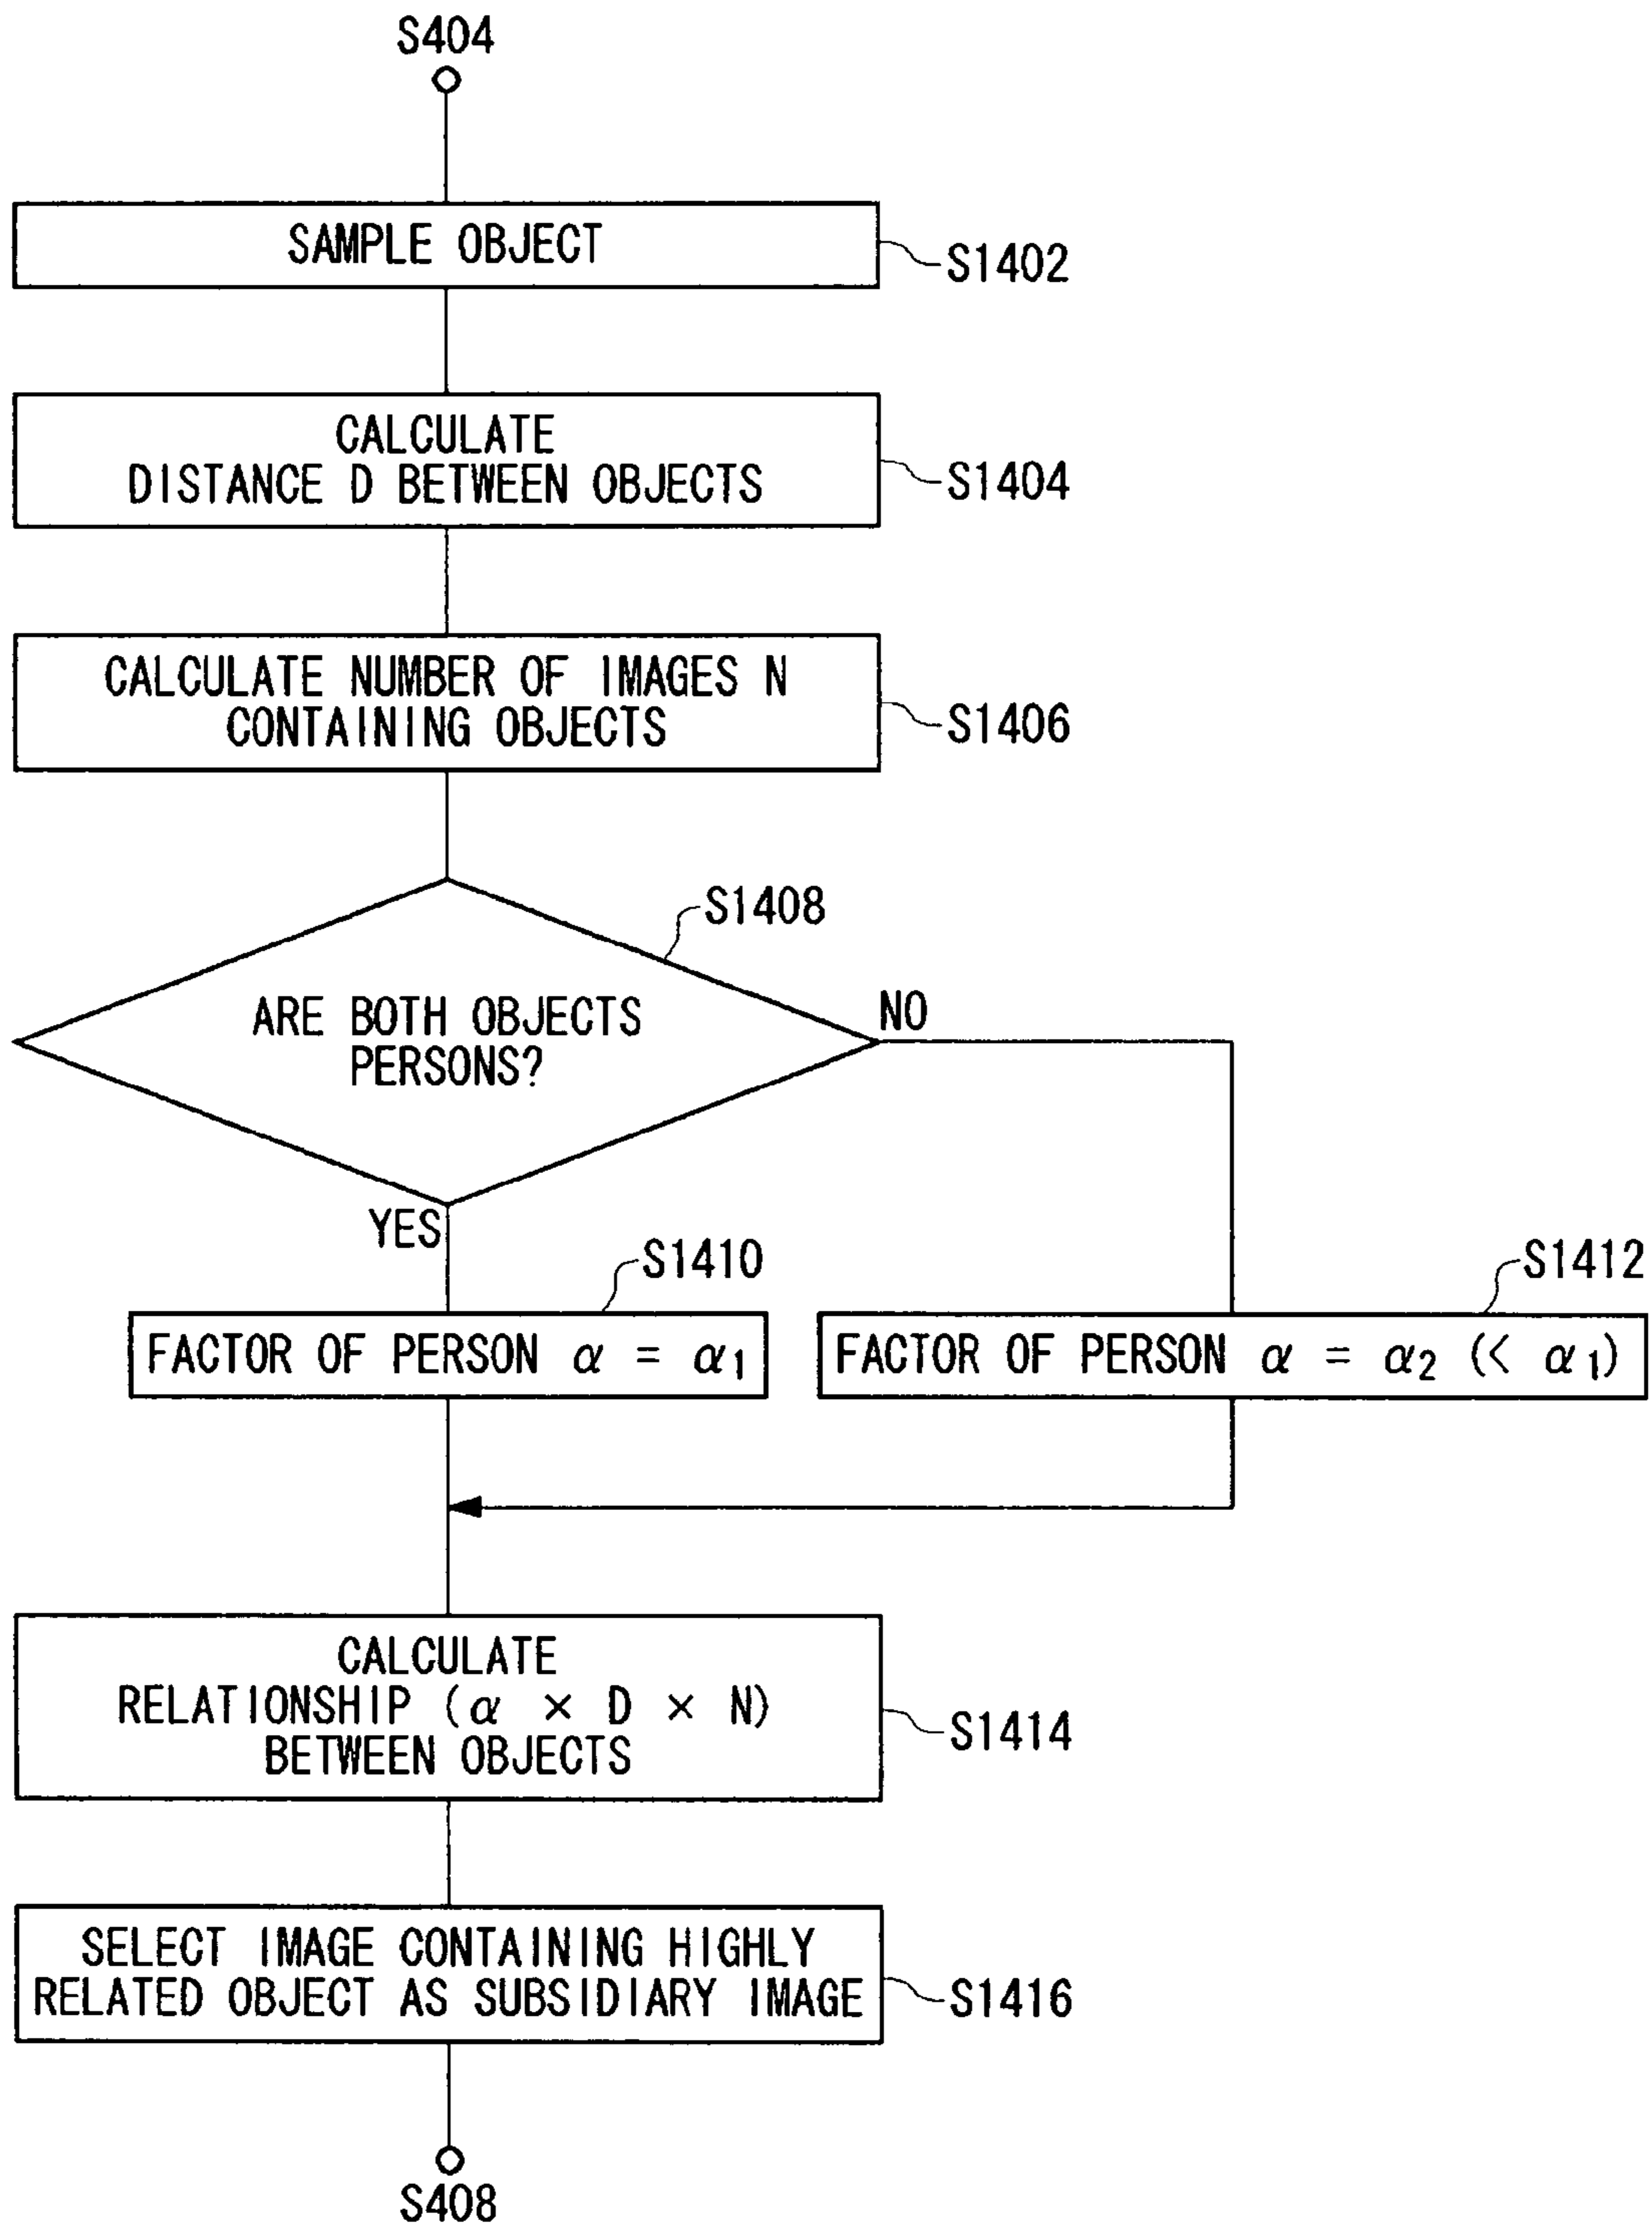 S404
SAMPLE OBJECT
S1402
CALCULATE
DISTANCE D BETWEEN OBJECTS
S1404
CALCULATE NUMBER OF IMAGES N
CONTAINING OBJECTS
S1406
S1408
ARE BOTH OBJECTS
PERSONS?
NO
YES
S1410
FACTOR OF PERSON α = α1
S1412
FACTOR OF PERSON α = α2 (< α1)
CALCULATE
RELATIONSHIP (α × D × N)
BETWEEN OBJECTS
S1414
SELECT IMAGE CONTAINING HIGHLY
RELATED OBJECT AS SUBSIDIARY IMAGE
S1416
S408